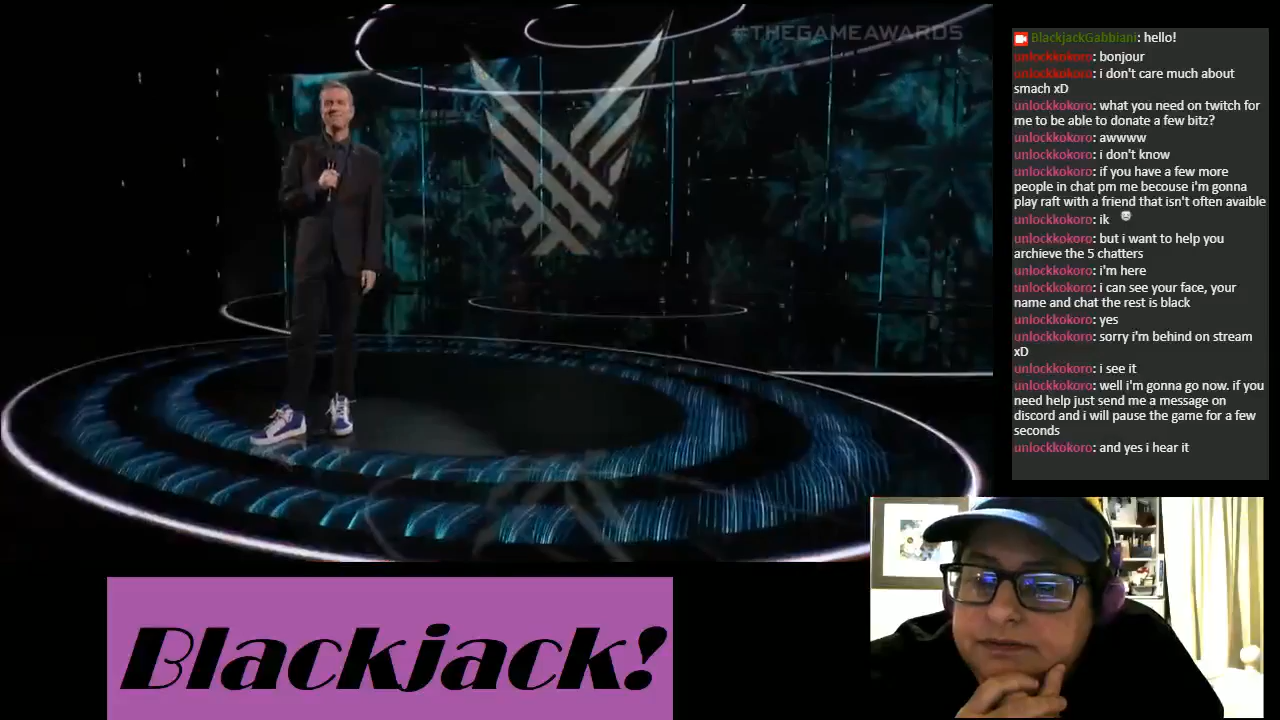 #THEGAMEAWARDS
BlackjackGabbiani: hello!
unlockkokoro: bonjour
unlockkokoro: i don't care much about
smach xD
unlockkokoro: what you need on twitch for
me to be able to donate a few bitz?
unlockkokoro: awwww
unlockkokoro: i don't know
unlockkokoro: if you have a few more
people in chat pm me becouse i'm gonna
play raft with a friend that isn't often avaible
unlockkokoro: ik
unlockkokoro: but i want to help you
archieve the 5 chatters
unlockkokoro: i'm here
unlockkokoro: i can see your face, your
name and chat the rest is black
unlockkokoro: yes
unlockkokoro: sorry i'm behind on stream
xD
unlockkokoro: i see it
unlockkokoro: well i'm gonna go now. if you
need help just send me a message on
discord and i will pause the game for a few
seconds
unlockkokoro: and yes i hear it
Blackjack!